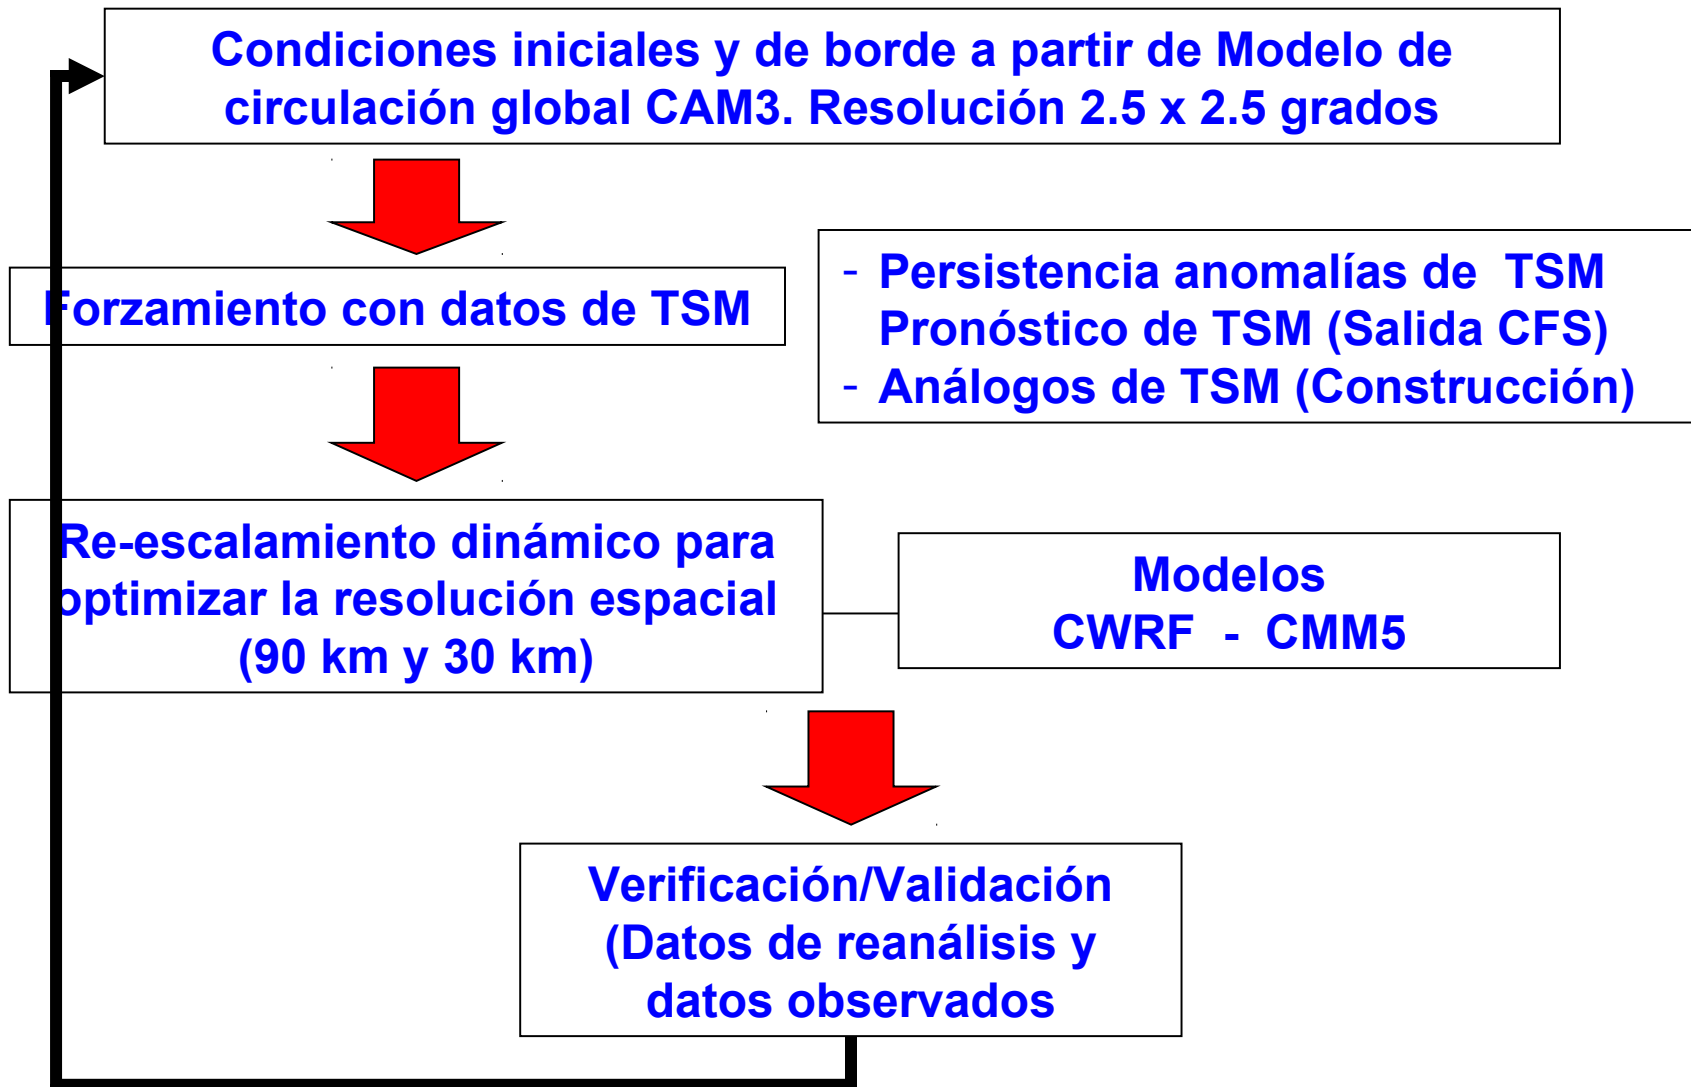 Condiciones iniciales y de borde a partir de Modelo de
circulación global CAM3. Resolución 2.5 x 2.5 grados
Forzamiento con datos de TSM
- Persistencia anomalías de TSM
Pronóstico de TSM (Salida CFS)
- Análogos de TSM (Construcción)
Re-escalamiento dinámico para
optimizar la resolución espacial
(90 km y 30 km)
Modelos
CWRF - CMM5
Verificación/Validación
(Datos de reanálisis y
datos observados